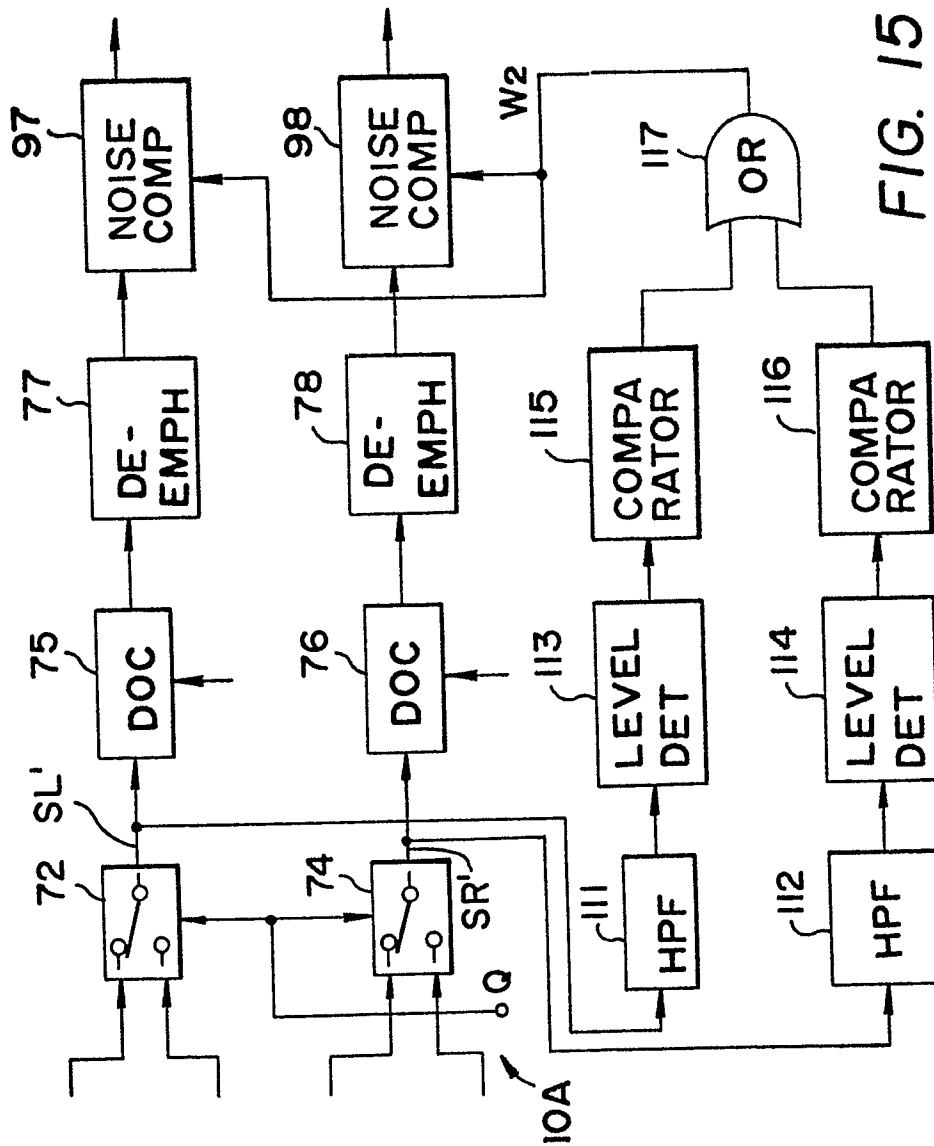 97
NOISE
COMP
77
DE-
EMPH
75
DOC
SL'
72
98
NOISE
COMP
W2
78
DE-
EMPH
76
DOC
74
SR'
Q
10A
117
OR
115
COMPA
RATOR
113
LEVEL
DET
111
HPF
116
COMPA
RATOR
114
LEVEL
DET
112
HPF
FIG. 15